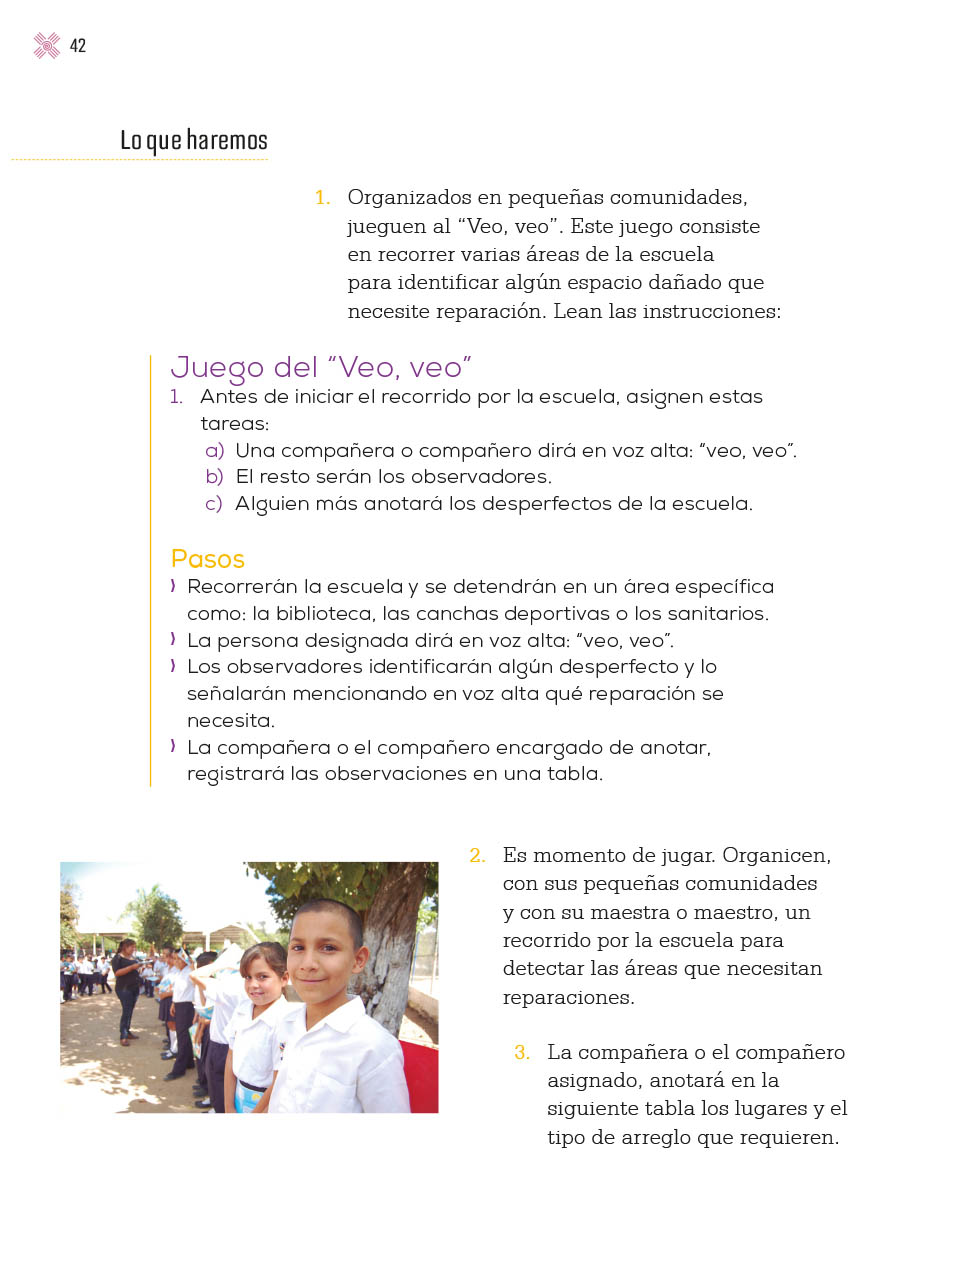 42
Lo que haremos
1. Organizados en pequeñas comunidades,
jueguen al “Veo, veo”. Este juego consiste
en recorrer varias áreas de la escuela
para identificar algún espacio dañado que
necesite reparación. Lean las instrucciones:
Juego del “Veo, veo”
1. Antes de iniciar el recorrido por la escuela, asignen estas
tareas:
a) Una compañera o compañero dirá en voz alta: “veo, veo”.
b) El resto serán los observadores.
c) Alguien más anotará los desperfectos de la escuela.
Pasos
⟩ Recorrerán la escuela y se detendrán en un área específica
como: la biblioteca, las canchas deportivas o los sanitarios.
⟩ La persona designada dirá en voz alta: “veo, veo”.
⟩ Los observadores identificarán algún desperfecto y lo
señalarán mencionando en voz alta qué reparación se
necesita.
⟩ La compañera o el compañero encargado de anotar,
registrará las observaciones en una tabla.
2. Es momento de jugar. Organicen,
con sus pequeñas comunidades
y con su maestra o maestro, un
recorrido por la escuela para
detectar las áreas que necesitan
reparaciones.
3. La compañera o el compañero
asignado, anotará en la
siguiente tabla los lugares y el
tipo de arreglo que requieren.